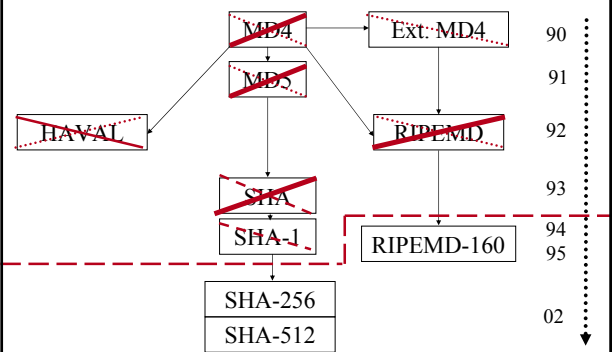 MD4 Ext. MD4 90
MD5 91
HAVAL RIPEMD 92
SHA 93
SHA-1 94
RIPEMD-160 95
SHA-256
SHA-512 02